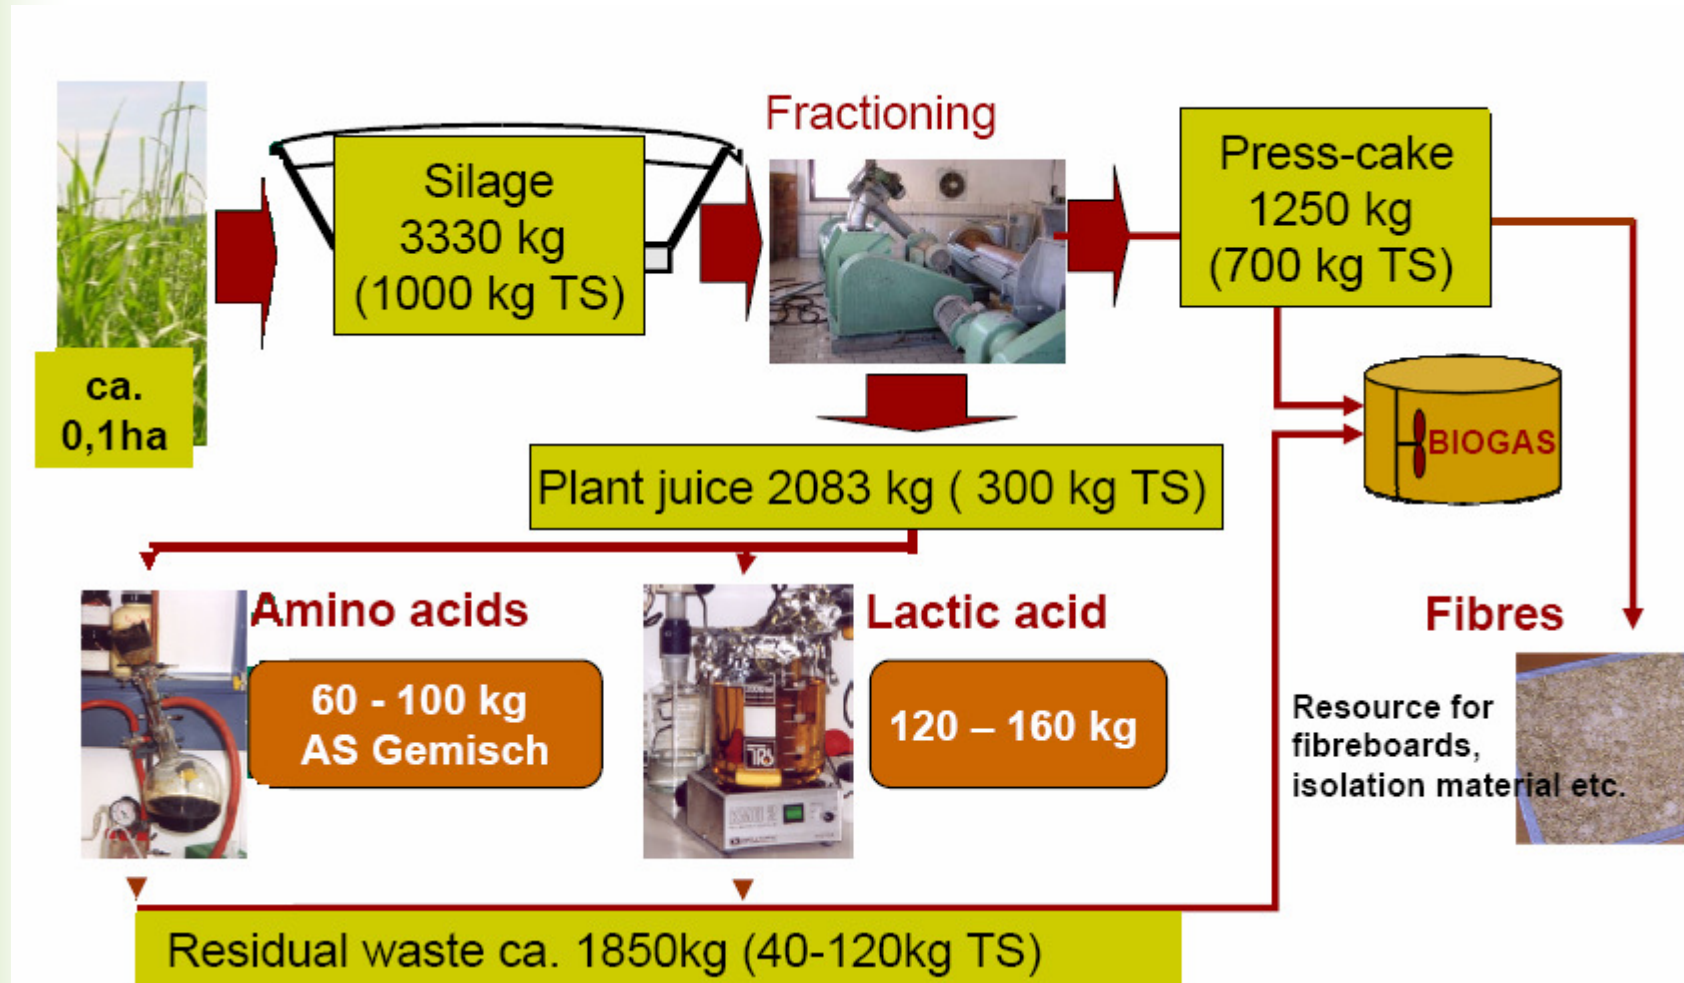 Fractioning
Silage
3330 kg
(1000 kg TS)
Press-cake
1250 kg
(700 kg TS)
ca.
0,1ha
BIOGAS
Plant juice 2083 kg ( 300 kg TS)
Amino acids
60 - 100 kg
AS Gemisch
Lactic acid
120 – 160 kg
Fibres
Resource for
fibreboards,
isolation material etc.
Residual waste ca. 1850kg (40-120kg TS)